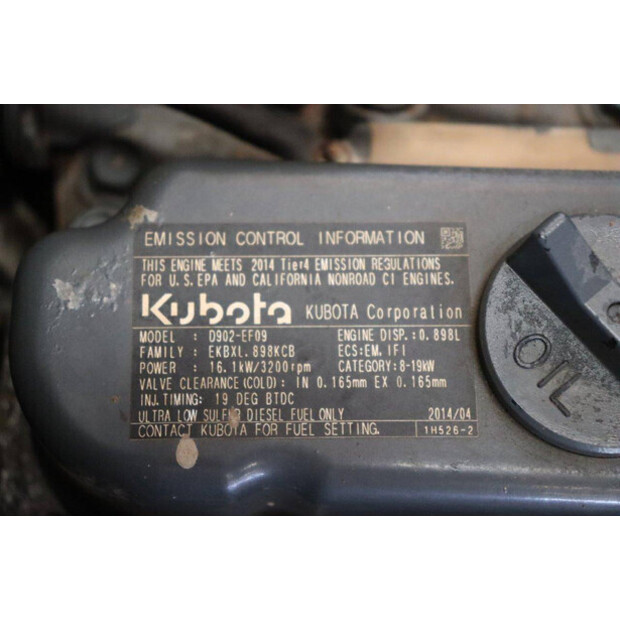 EMISSION CONTROL INFORMATION
THIS ENGINE MEETS 2014 Tier4 EMISSION REGULATIONS
FOR U.S.EPA AND CALIFORNIA NONROAD CI ENGINES.
Kubota KUBOTA Corporation
MODEL : D902-EF09 ENGINE DISP.:0.898L
FAMILY : EKBXL.898KCB ECS:EM,IFI
POWER : 16.1kW/3200rpm CATEGORY:8-19kW
VALVE CLEARANCE(COLD): IN 0.165mm EX 0.165mm
INJ.TIMING: 19 DEG BTDC
ULTRA LOW SULFUR DIESEL FUEL ONLY 2014/04
CONTACT KUBOTA FOR FUEL SETTING. 1H526-2
OIL